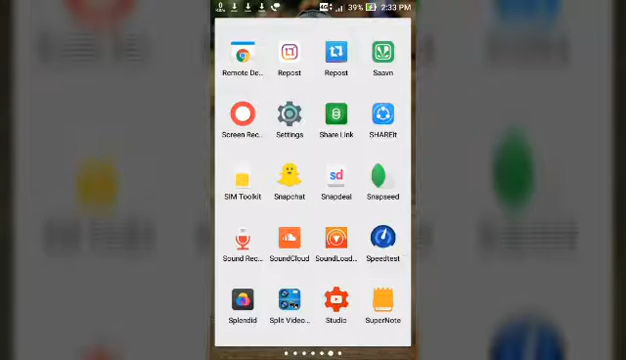 39% 2:33 PM
Remote De... Repost Repost Saavn
Screen Rec... Settings Share Link SHAREit
SIM Toolkit Snapchat Snapdeal Snapseed
sd
Sound Rec... SoundCloud SoundLoad... Speedtest
Splendid Split Video... Studio SuperNote